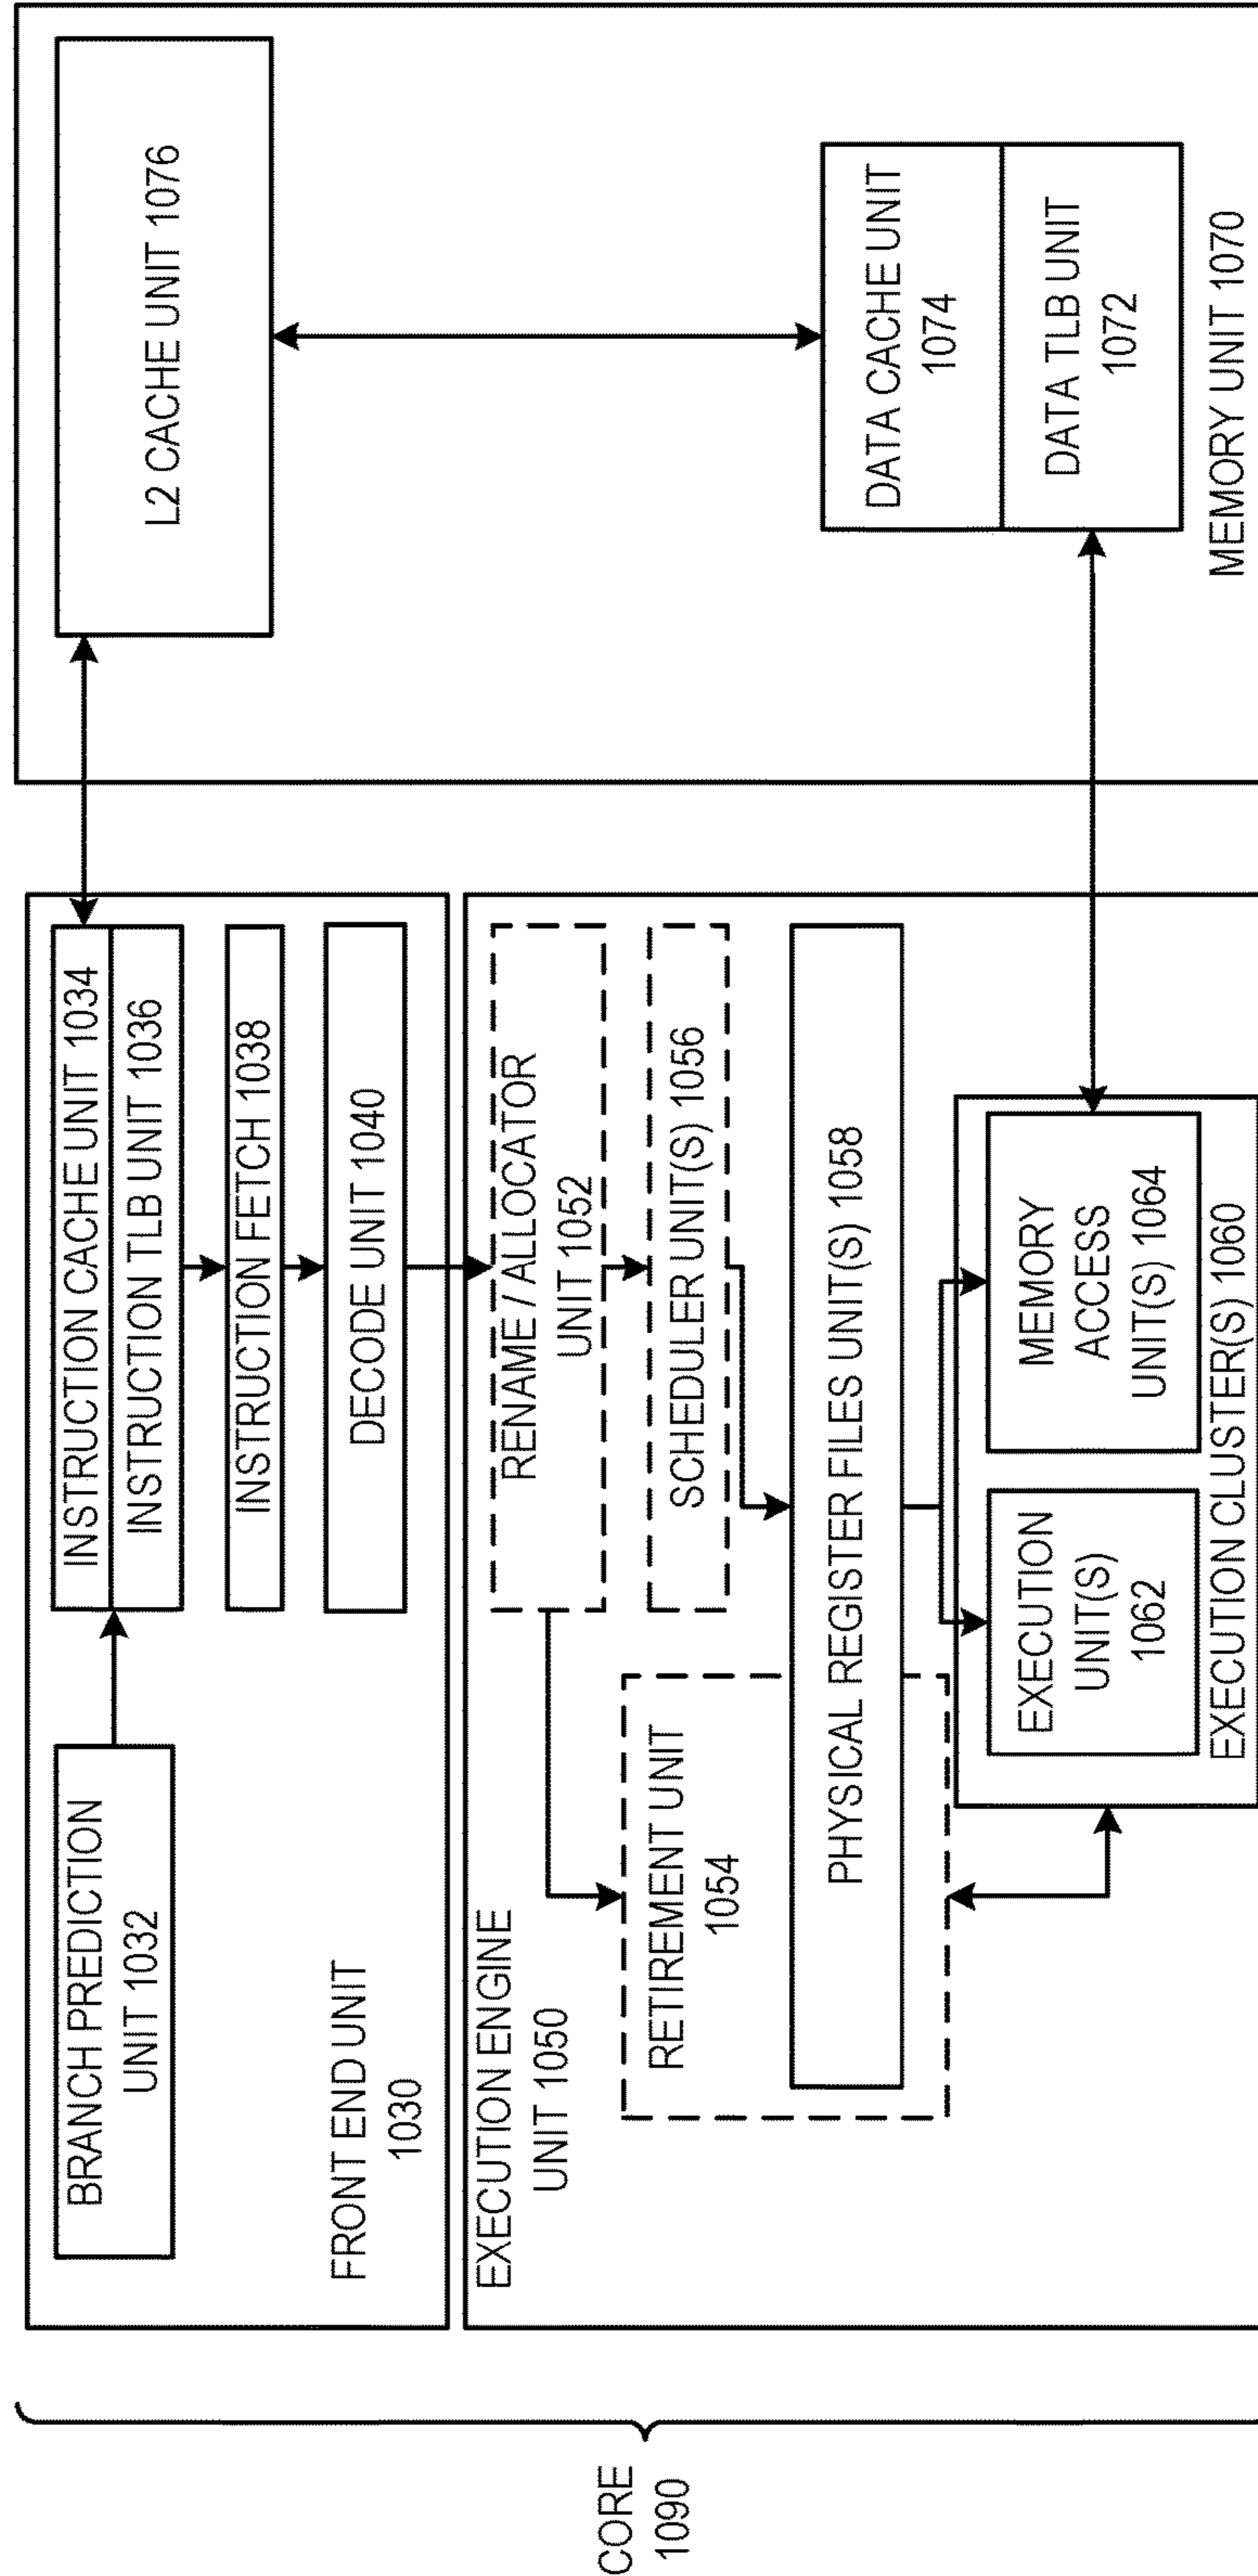 CORE
1090
BRANCH PREDICTION
UNIT 1032
INSTRUCTION CACHE UNIT 1034
INSTRUCTION TLB UNIT 1036
INSTRUCTION FETCH 1038
DECODE UNIT 1040
FRONT END UNIT
1030
EXECUTION ENGINE
UNIT 1050
RENAME / ALLOCATOR
UNIT 1052
SCHEDULER UNIT(S) 1056
RETIREMENT UNIT
1054
PHYSICAL REGISTER FILES UNIT(S) 1058
EXECUTION
UNIT(S)
1062
MEMORY
ACCESS
UNIT(S) 1064
EXECUTION CLUSTER(S) 1060
L2 CACHE UNIT 1076
DATA CACHE UNIT
1074
DATA TLB UNIT
1072
MEMORY UNIT 1070